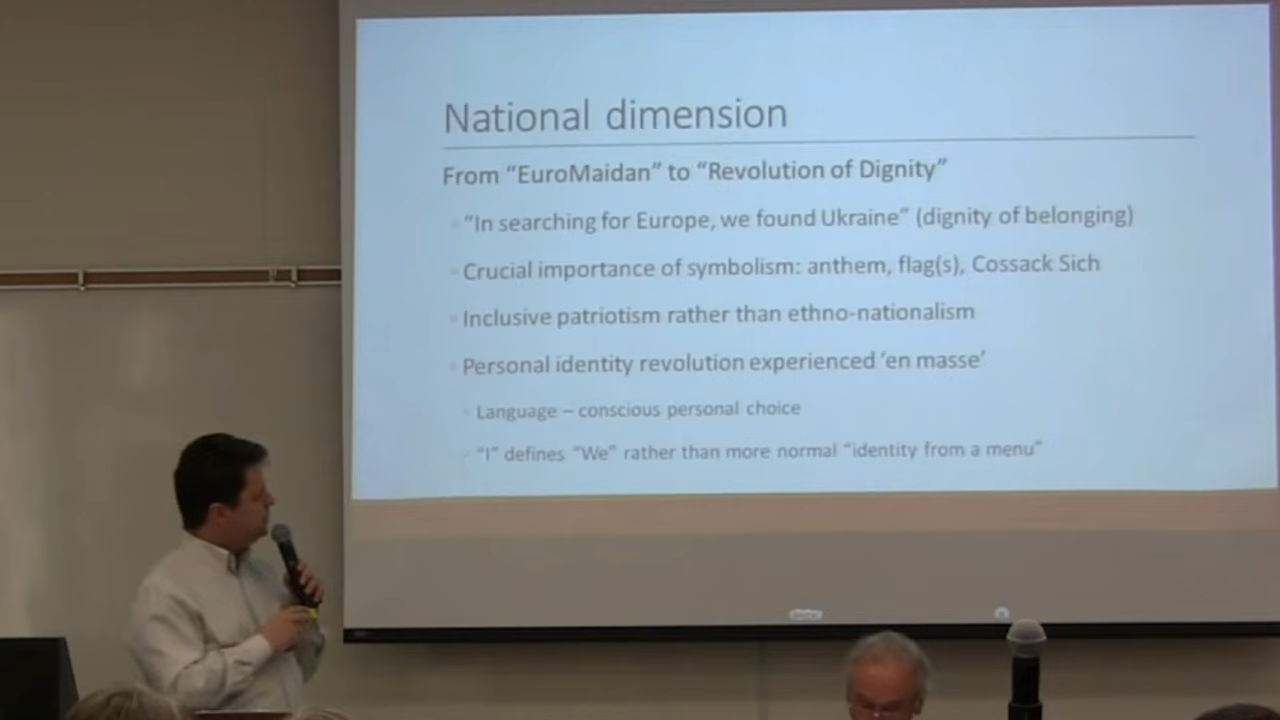 National dimension
From “EuroMaidan” to “Revolution of Dignity”
“In searching for Europe, we found Ukraine” (dignity of belonging)
Crucial importance of symbolism: anthem, flag(s), Cossack Sich
Inclusive patriotism rather than ethno-nationalism
Personal identity revolution experienced ‘en masse’
Language – conscious personal choice
“I” defines “We” rather than more normal “identity from a menu”